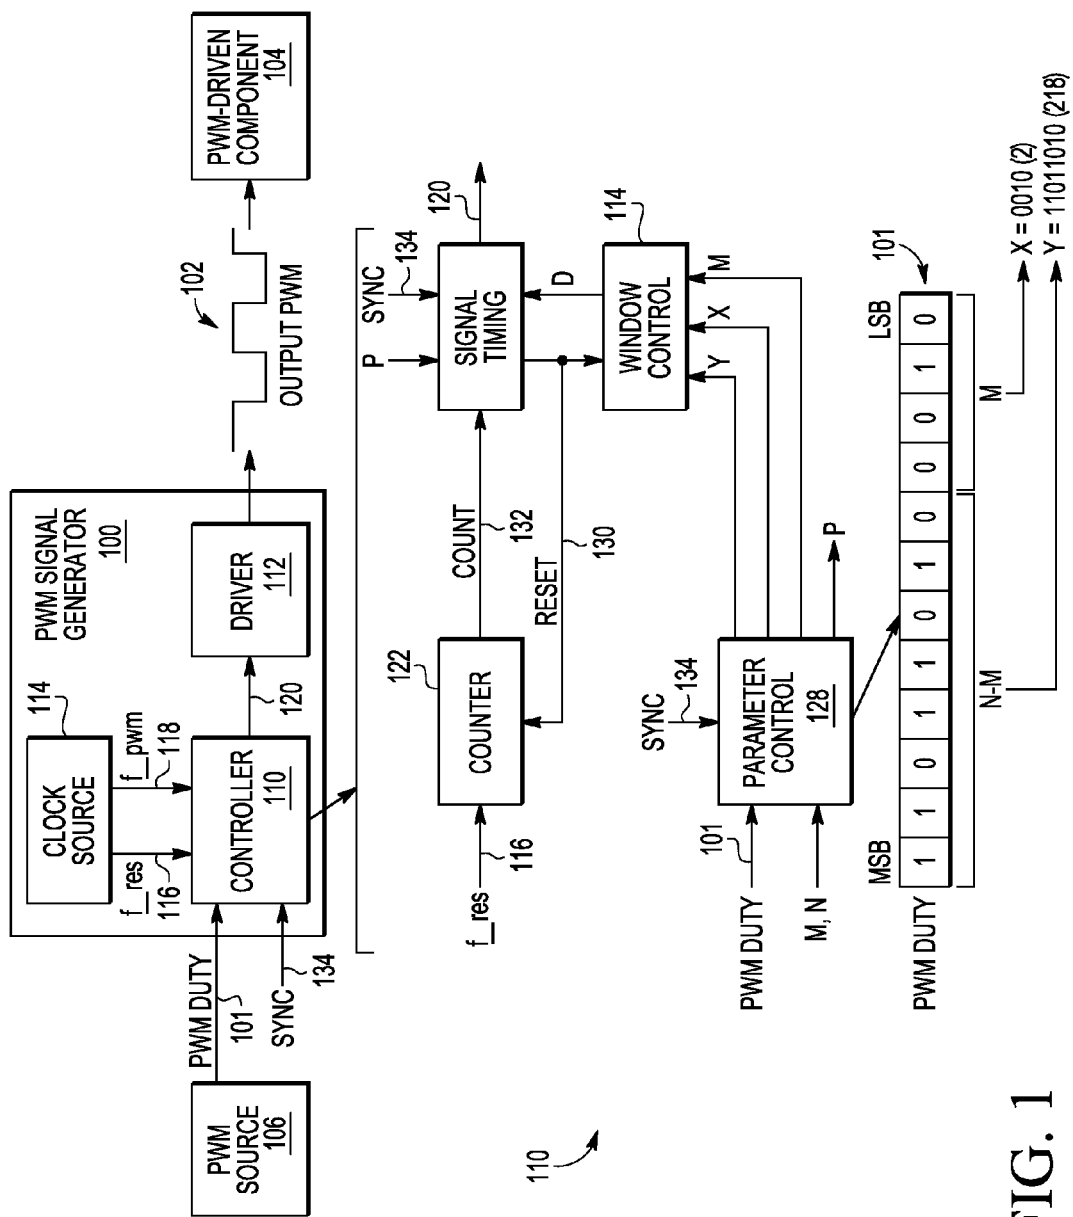 PWM SIGNAL
GENERATOR
100
CLOCK
SOURCE
114
f_res
116
f_pwm
118
CONTROLLER
110
120
DRIVER
112
PWM
SOURCE
106
PWM DUTY
101
SYNC
134
102
OUTPUT PWM
PWM-DRIVEN
COMPONENT
104
110
f_res
116
COUNTER
122
COUNT
132
RESET
130
P
SYNC
134
SIGNAL
TIMING
120
D
WINDOW
CONTROL
114
Y
X
M
SYNC
134
PWM DUTY
101
M, N
PARAMETER
CONTROL
128
P
PWM DUTY
MSB
LSB
101
1 1 0 1 1 0 1 0 0 0 1 0
N-M
M
X = 0010 (2)
Y = 11011010 (218)
FIG. 1